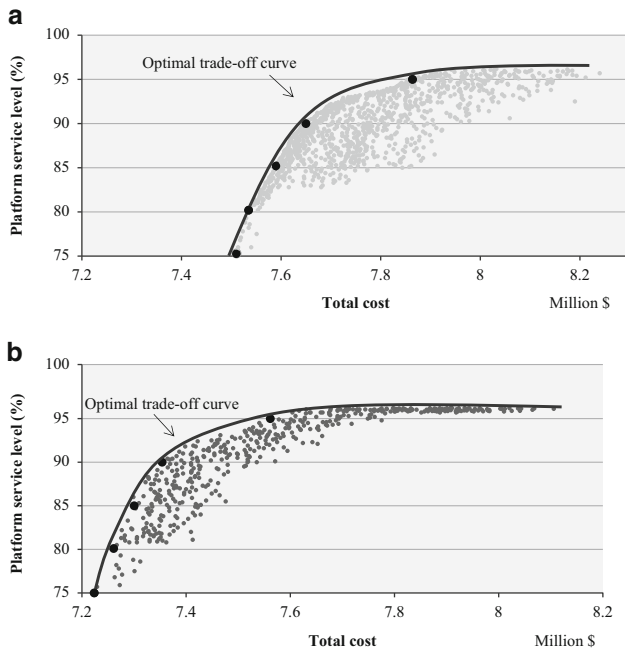 a
100
95
90
85
80
75
Platform service level (%)
Optimal trade-off curve
7.2 7.4 7.6 7.8 8 8.2
Total cost Million $
b
100
95
90
85
80
75
Platform service level (%)
Optimal trade-off curve
7.2 7.4 7.6 7.8 8 8.2
Total cost Million $